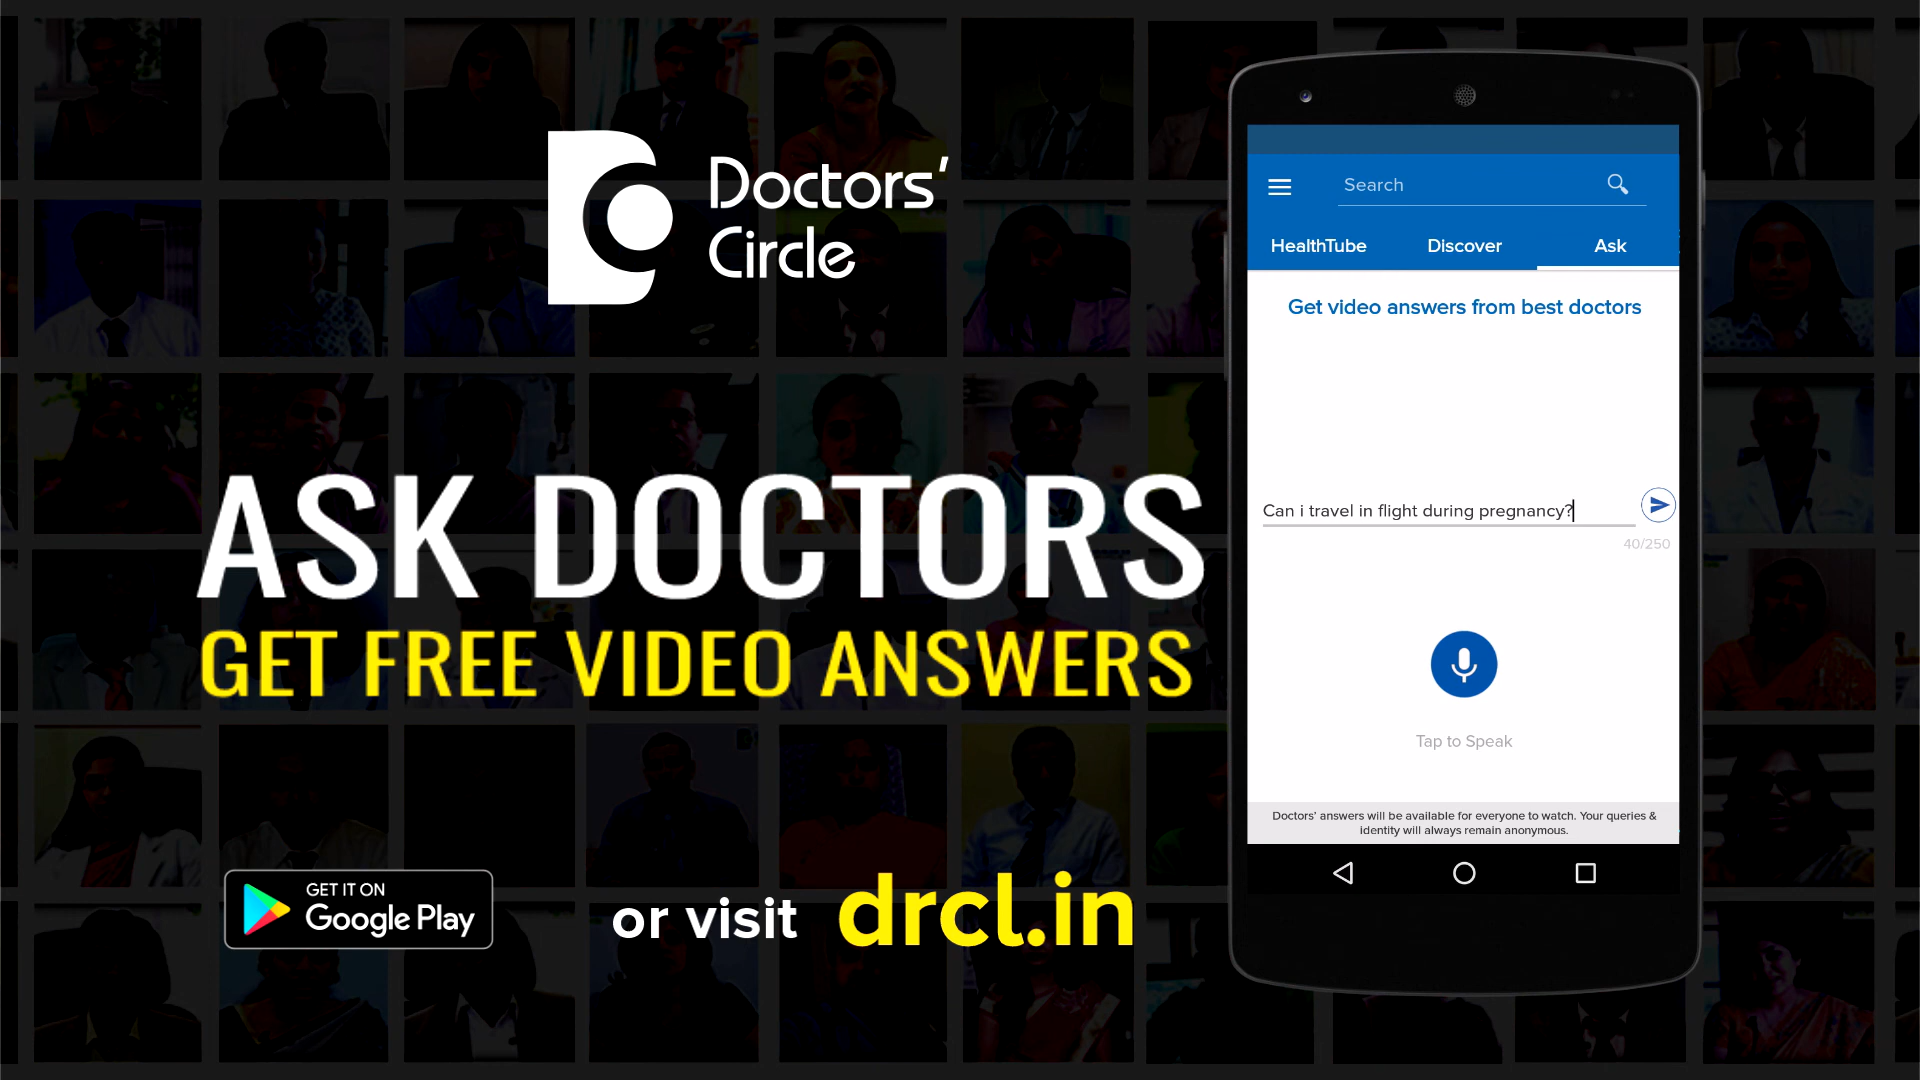 Doctors'
Circle
ASK DOCTORS
GET FREE VIDEO ANSWERS
GET IT ON
Google Play
or visit drcl.in
Search
HealthTube Discover Ask
Get video answers from best doctors
Can i travel in flight during pregnancy?
40/250
Tap to Speak
Doctors' answers will be available for everyone to watch. Your queries &
identity will always remain anonymous.